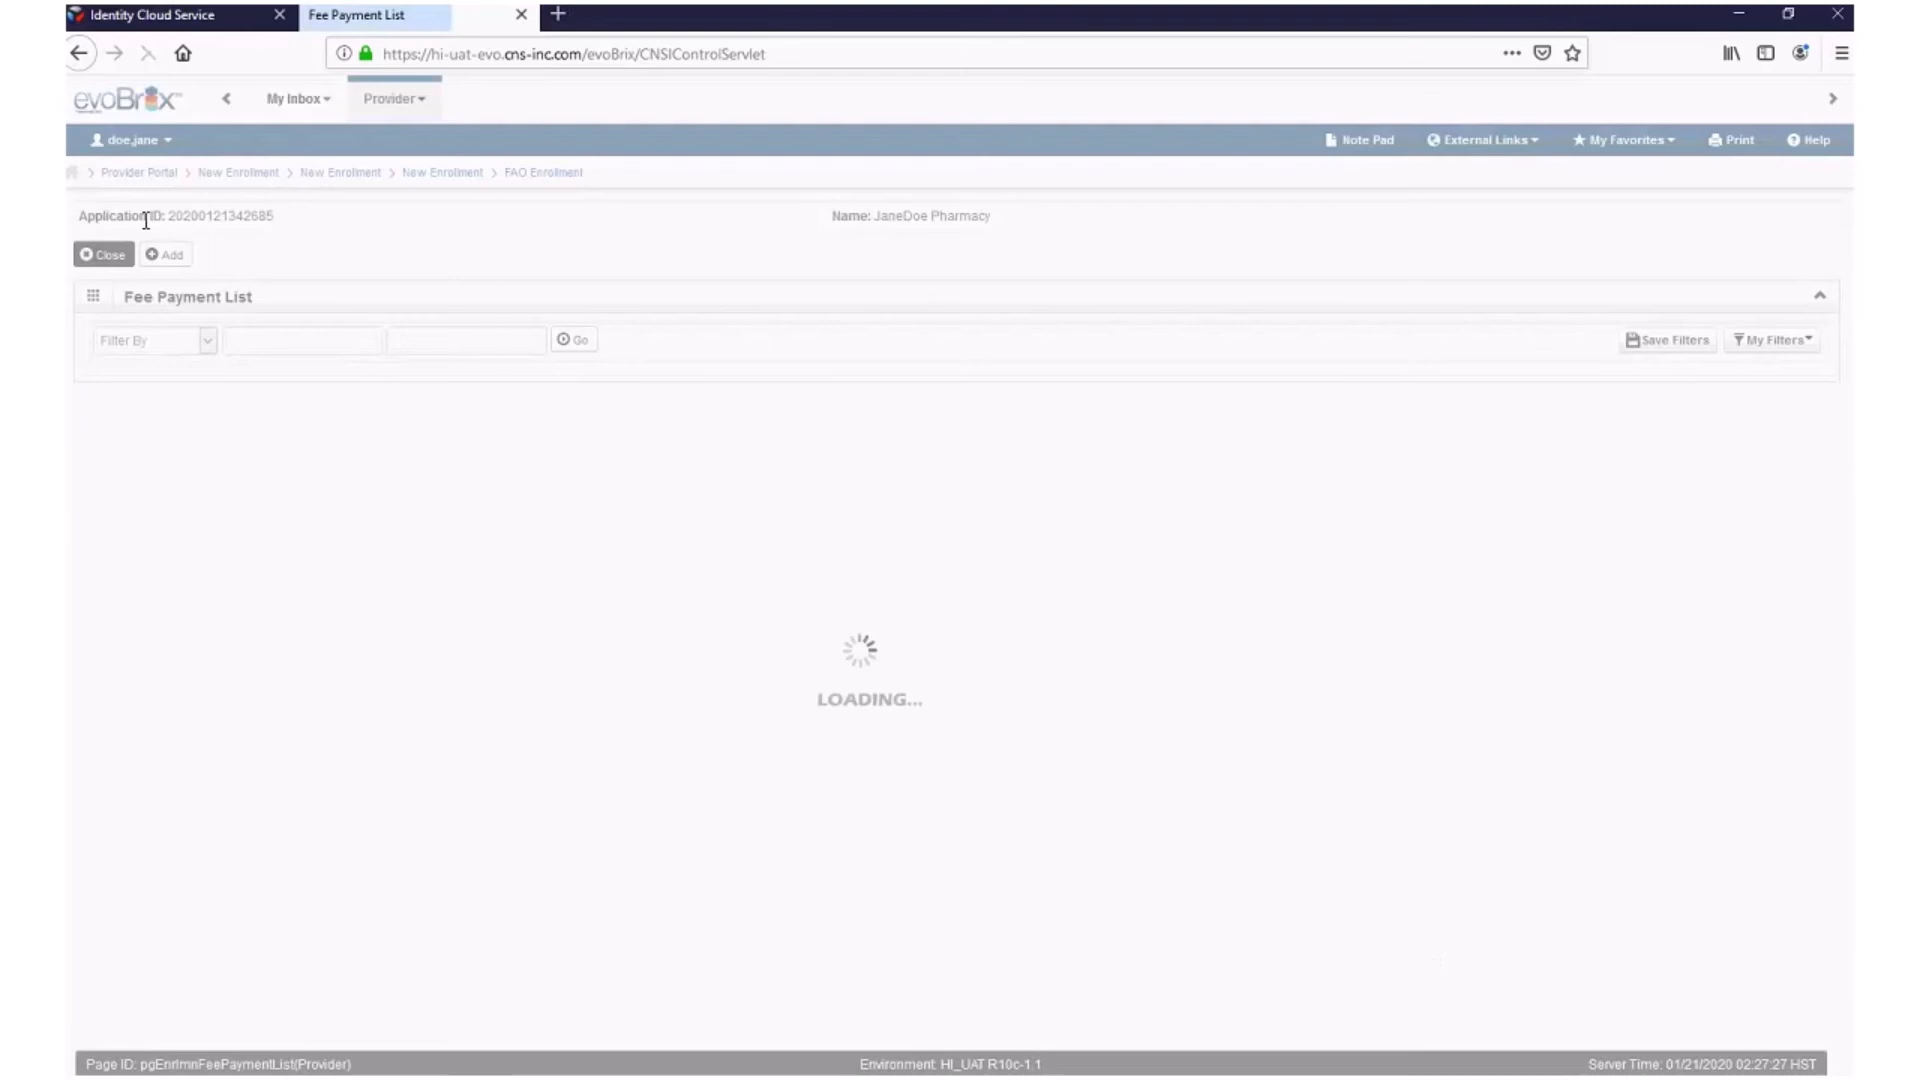 Identity Cloud Service
Fee Payment List
https://hi-uat-evo.cns-inc.com/evoBrix/CNSIControlServlet
evoBrix
My Inbox
Provider
doe,jane
Note Pad
External Links
My Favorites
Print
Help
> Provider Portal > New Enrollment > New Enrollment > New Enrollment > FAO Enrollment
Application ID: 20200121342685
Name: JaneDoe Pharmacy
Close
Add
Fee Payment List
Filter By
Go
Save Filters
My Filters
LOADING...
Page ID: pgEnrlmnFeePaymentList(Provider)
Environment: HI_UAT R10c-1.1
Server Time: 01/21/2020 02:27:27 HST